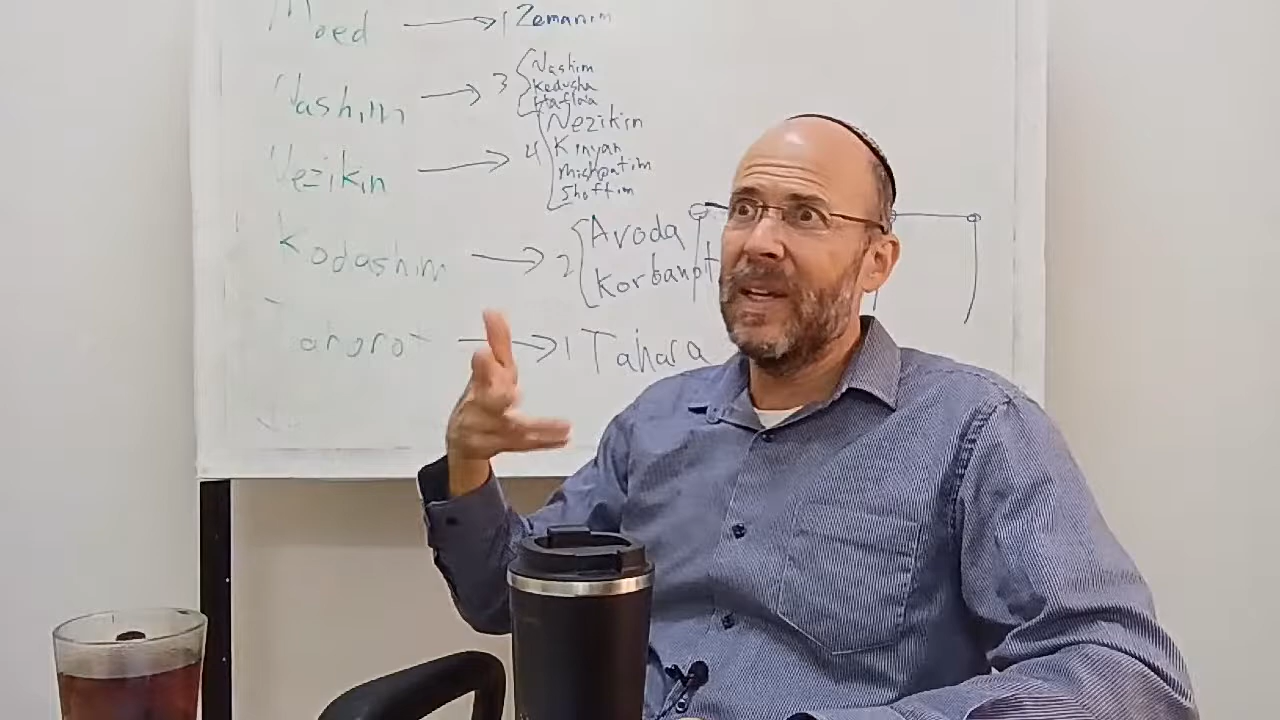 Moed → 1 Zemanim
Nashim → 3 { Nashim
Kedusha
Haflaa
Nezikin → 4 { Nezikin
Kinyan
Mishpatim
Shoftim
Kodashim → 2 { Avoda
Korbanot
Tahorot → 1 Tahara